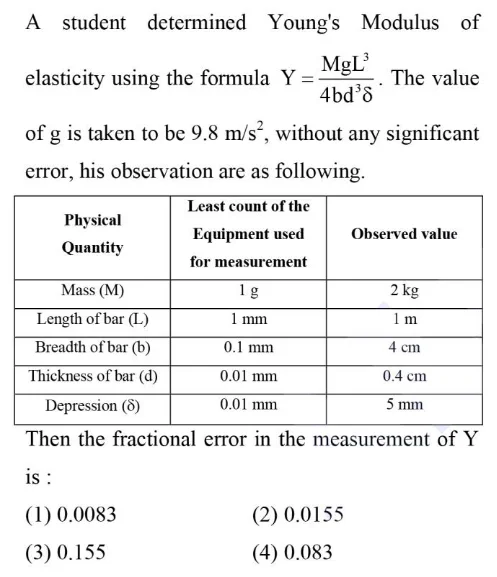 A student determined Young's Modulus of
elasticity using the formula Y = MgL³/4bd³δ. The value
of g is taken to be 9.8 m/s², without any significant
error, his observation are as following.
Physical Quantity | Least count of the Equipment used for measurement | Observed value
Mass (M) | 1 g | 2 kg
Length of bar (L) | 1 mm | 1 m
Breadth of bar (b) | 0.1 mm | 4 cm
Thickness of bar (d) | 0.01 mm | 0.4 cm
Depression (δ) | 0.01 mm | 5 mm
Then the fractional error in the measurement of Y
is :
(1) 0.0083 (2) 0.0155
(3) 0.155 (4) 0.083